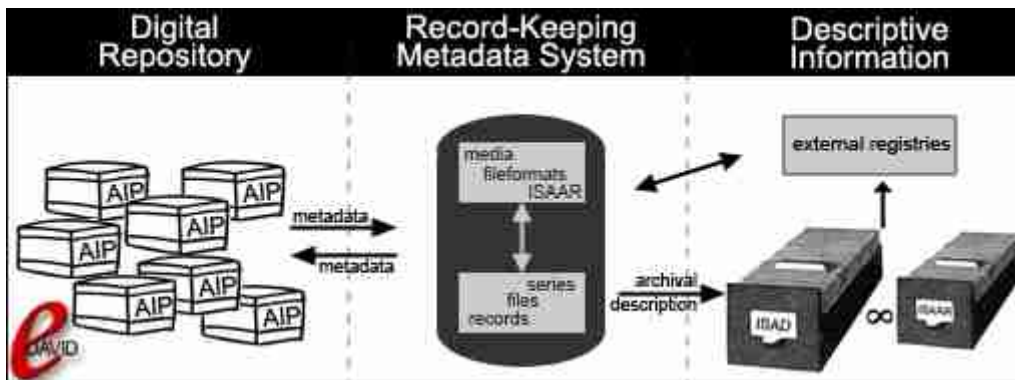 Digital
Repository
Record-Keeping
Metadata System
Descriptive
Information
AIP
AIP
AIP
AIP
AIP
AIP
AIP
e
DAVID
metadata
metadata
media
fileformats
ISAAR
series
files
records
archival
description
external registries
ISAD
∞
ISAAR